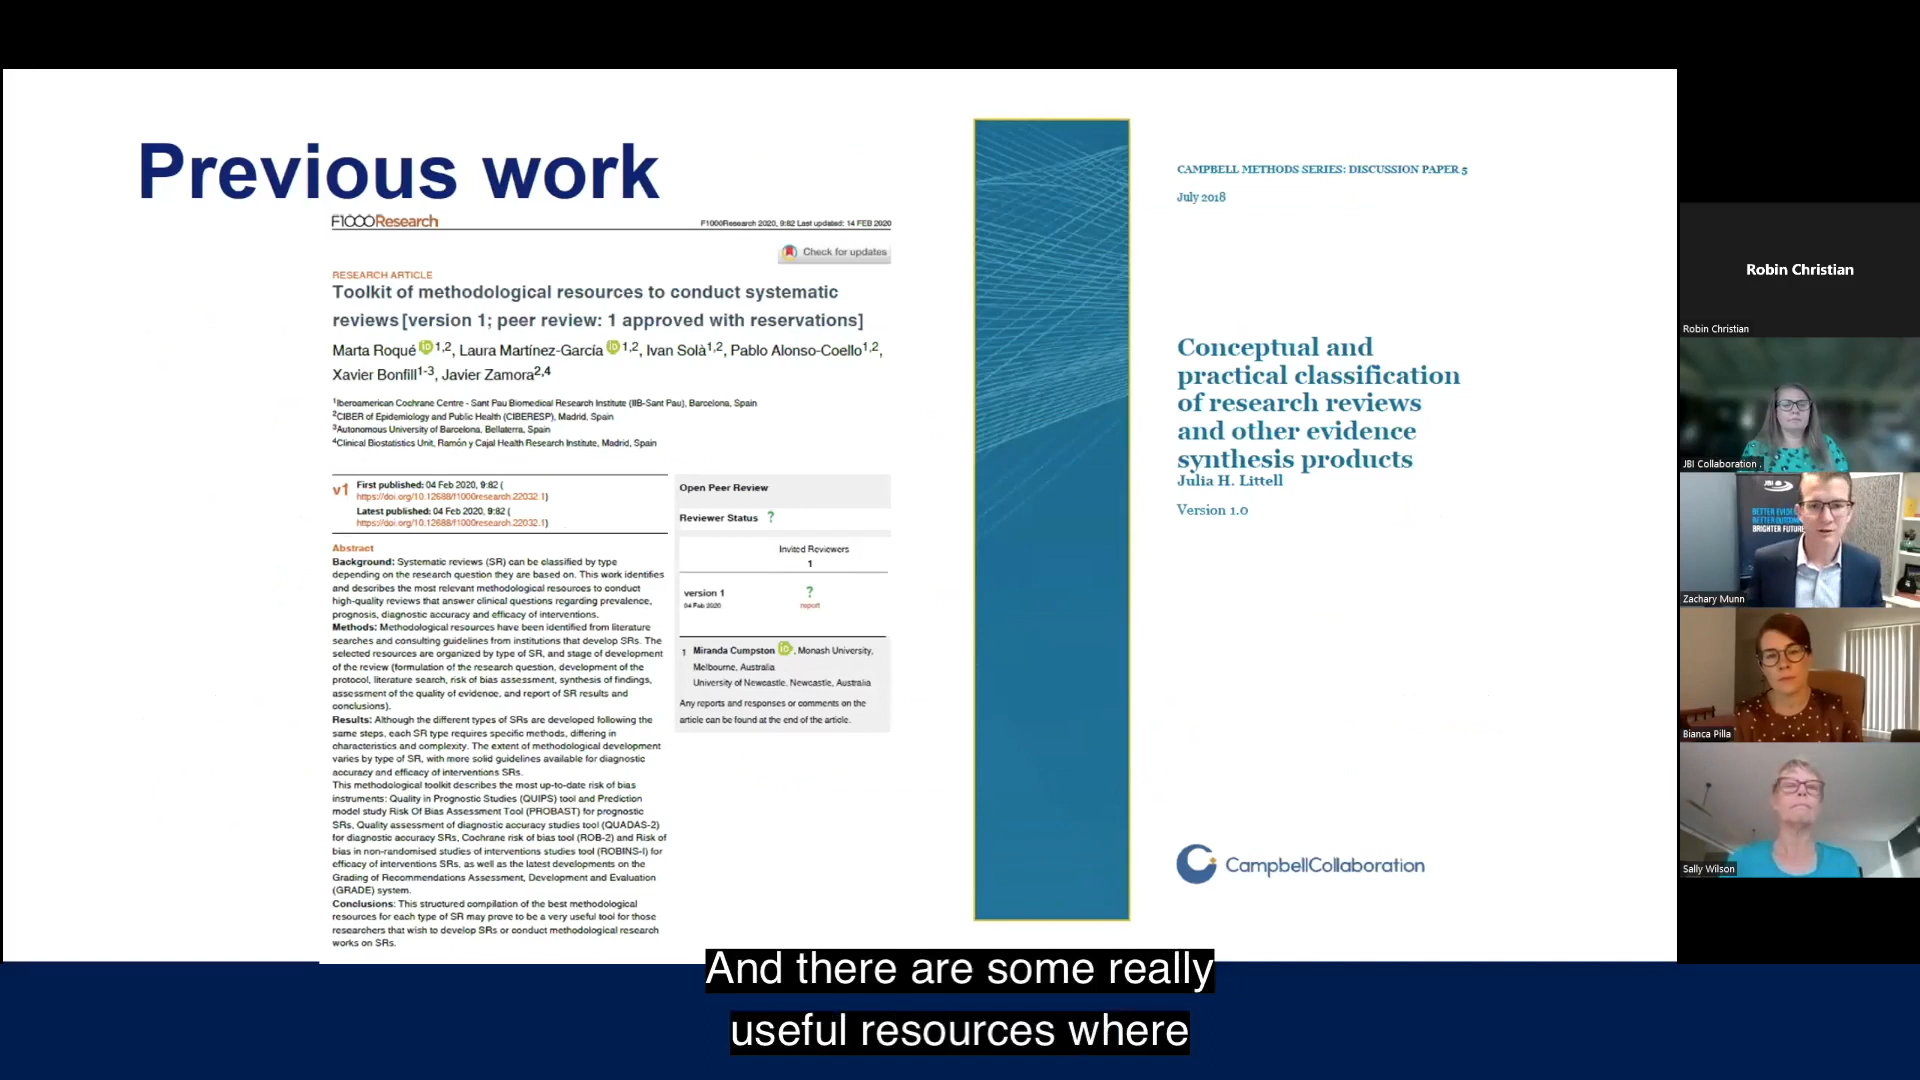 Previous work
F1000Research
F1000Research 2020, 9:82 Last updated: 14 FEB 2020
Check for updates
RESEARCH ARTICLE
Toolkit of methodological resources to conduct systematic
reviews [version 1; peer review: 1 approved with reservations]
Marta Roqué iD 1,2, Laura Martínez-García iD 1,2, Ivan Solà1,2, Pablo Alonso-Coello1,2,
Xavier Bonfill1-3, Javier Zamora2,4
1Iberoamerican Cochrane Centre - Sant Pau Biomedical Research Institute (IIB-Sant Pau), Barcelona, Spain
2CIBER of Epidemiology and Public Health (CIBERESP), Madrid, Spain
3Autonomous University of Barcelona, Bellaterra, Spain
4Clinical Biostatistics Unit, Ramón y Cajal Health Research Institute, Madrid, Spain
v1
First published: 04 Feb 2020, 9:82 (
https://doi.org/10.12688/f1000research.22032.1)
Latest published: 04 Feb 2020, 9:82 (
https://doi.org/10.12688/f1000research.22032.1)
Abstract
Background: Systematic reviews (SR) can be classified by type
depending on the research question they are based on. This work identifies
and describes the most relevant methodological resources to conduct
high-quality reviews that answer clinical questions regarding prevalence,
prognosis, diagnostic accuracy and efficacy of interventions.
Methods: Methodological resources have been identified from literature
searches and consulting guidelines from institutions that develop SRs. The
selected resources are organized by type of SR, and stage of development
of the review (formulation of the research question, development of the
protocol, literature search, risk of bias assessment, synthesis of findings,
assessment of the quality of evidence, and report of SR results and
conclusions).
Results: Although the different types of SRs are developed following the
same steps, each SR type requires specific methods, differing in
characteristics and complexity. The extent of methodological development
varies by type of SR, with more solid guidelines available for diagnostic
accuracy and efficacy of interventions SRs.
This methodological toolkit describes the most up-to-date risk of bias
instruments: Quality in Prognostic Studies (QUIPS) tool and Prediction
model study Risk Of Bias Assessment Tool (PROBAST) for prognostic
SRs, Quality assessment of diagnostic accuracy studies tool (QUADAS-2)
for diagnostic accuracy SRs, Cochrane risk of bias tool (ROB-2) and Risk of
bias in non-randomised studies of interventions studies tool (ROBINS-I) for
efficacy of interventions SRs, as well as the latest developments on the
Grading of Recommendations Assessment, Development and Evaluation
(GRADE) system.
Conclusions: This structured compilation of the best methodological
resources for each type of SR may prove to be a very useful tool for those
researchers that wish to develop SRs or conduct methodological research
works on SRs.
Open Peer Review
Reviewer Status ?
Invited Reviewers
1
version 1
04 Feb 2020
?
report
1 Miranda Cumpston iD, Monash University,
Melbourne, Australia
University of Newcastle, Newcastle, Australia
Any reports and responses or comments on the
article can be found at the end of the article.
CAMPBELL METHODS SERIES: DISCUSSION PAPER 5
July 2018
Conceptual and
practical classification
of research reviews
and other evidence
synthesis products
Julia H. Littell
Version 1.0
CampbellCollaboration
Robin Christian
Robin Christian
JBI Collaboration .
JBI
BETTER EVID
BETTER OUTCO
BRIGHTER FUTUR
Zachary Munn
Bianca Pilla
Sally Wilson
And there are some really
useful resources where